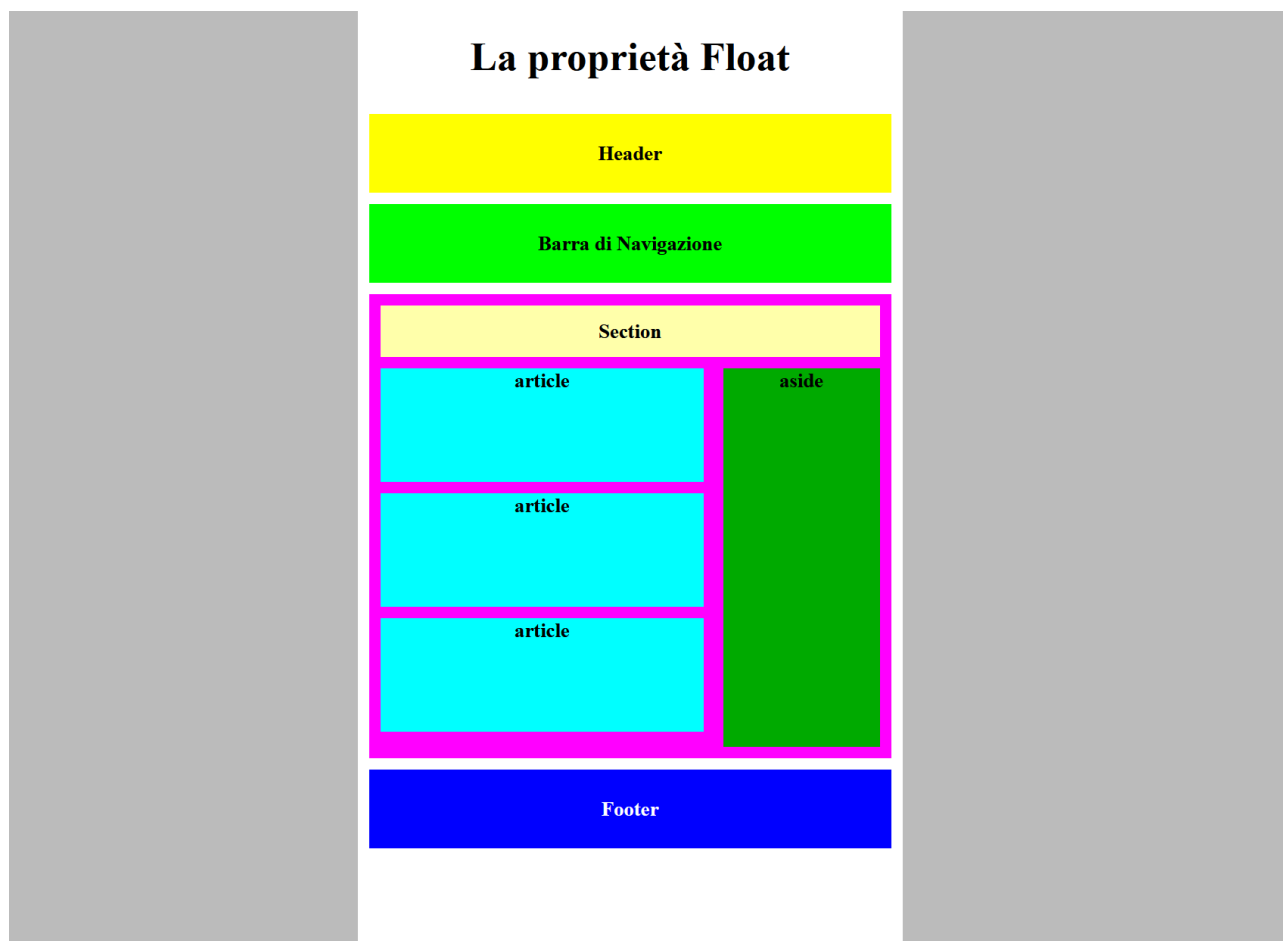 La proprietà Float
Header
Barra di Navigazione
Section
article
aside
article
article
Footer